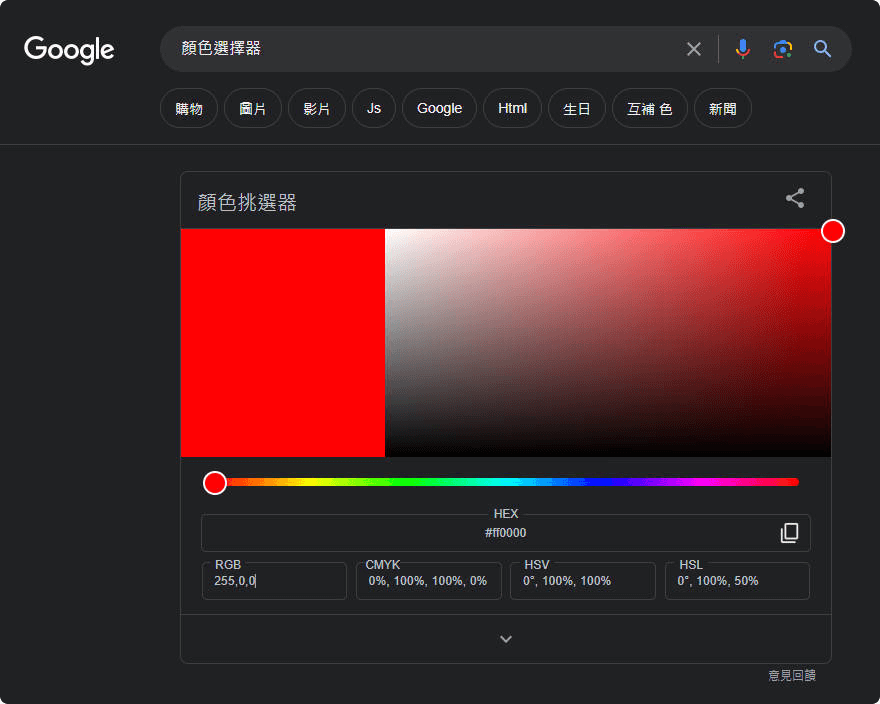 Google
顏色選擇器
購物
圖片
影片
Js
Google
Html
生日
互補 色
新聞
顏色挑選器
HEX
#ff0000
RGB
255,0,0
CMYK
0%, 100%, 100%, 0%
HSV
0°, 100%, 100%
HSL
0°, 100%, 50%
意見回饋